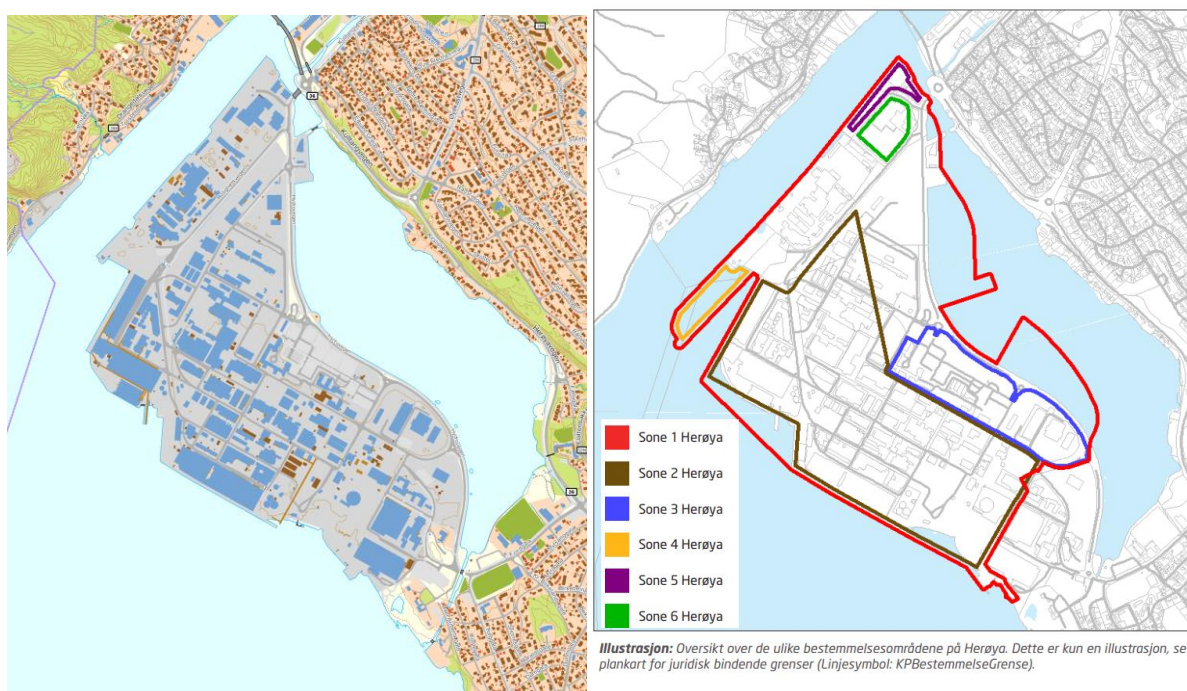 36
36
Sone 1 Herøya
Sone 2 Herøya
Sone 3 Herøya
Sone 4 Herøya
Sone 5 Herøya
Sone 6 Herøya
Illustrasjon: Oversikt over de ulike bestemmelsesområdene på Herøya. Dette er kun en illustrasjon, se
plankart for juridisk bindende grenser (Linjesymbol: KPBestemmelseGrense).